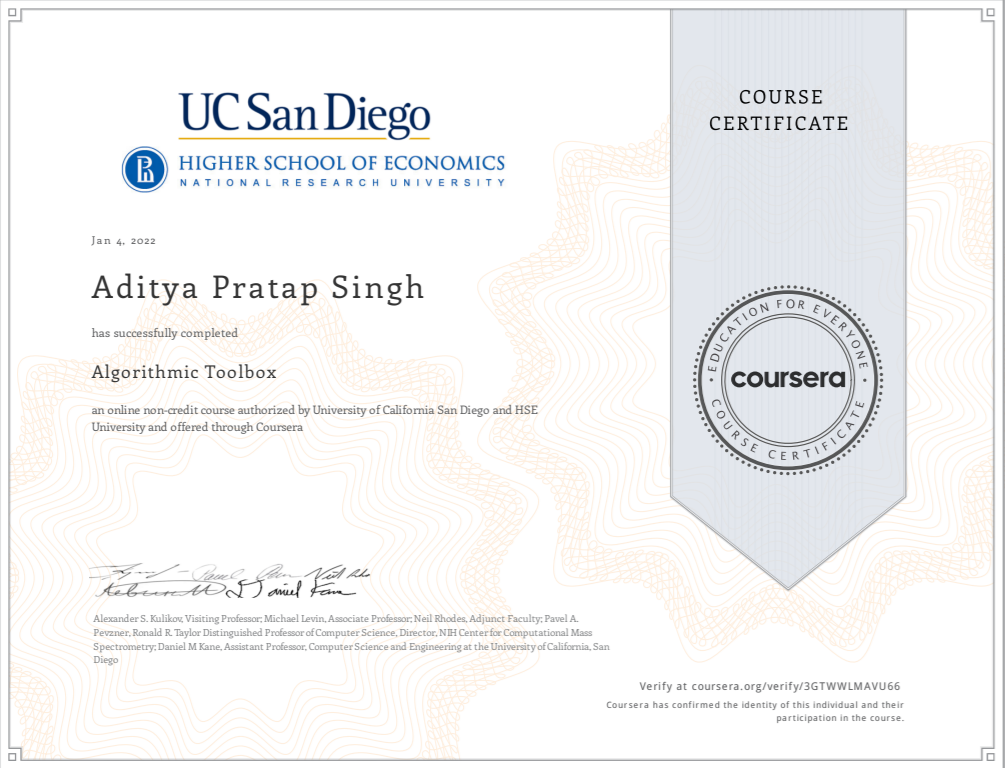 UC San Diego
HIGHER SCHOOL OF ECONOMICS
NATIONAL RESEARCH UNIVERSITY
COURSE
CERTIFICATE
Jan 4, 2022
Aditya Pratap Singh
has successfully completed
Algorithmic Toolbox
an online non-credit course authorized by University of California San Diego and HSE
University and offered through Coursera
EDUCATION FOR EVERYONE
coursera
COURSE CERTIFICATE
Daniel Kane
Alexander S. Kulikov, Visiting Professor; Michael Levin, Associate Professor; Neil Rhodes, Adjunct Faculty; Pavel A.
Pevzner, Ronald R. Taylor Distinguished Professor of Computer Science, Director, NIH Center for Computational Mass
Spectrometry; Daniel M Kane, Assistant Professor, Computer Science and Engineering at the University of California, San
Diego
Verify at coursera.org/verify/3GTWWLMAVU66
Coursera has confirmed the identity of this individual and their
participation in the course.